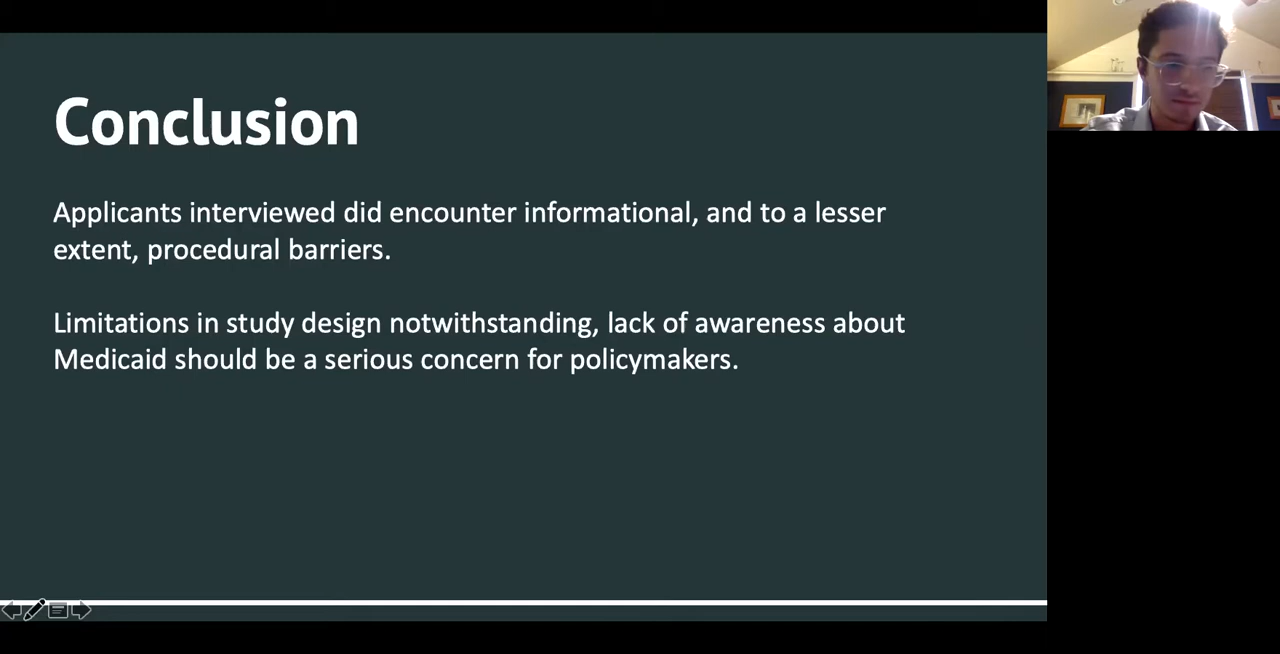 Conclusion
Applicants interviewed did encounter informational, and to a lesser
extent, procedural barriers.
Limitations in study design notwithstanding, lack of awareness about
Medicaid should be a serious concern for policymakers.